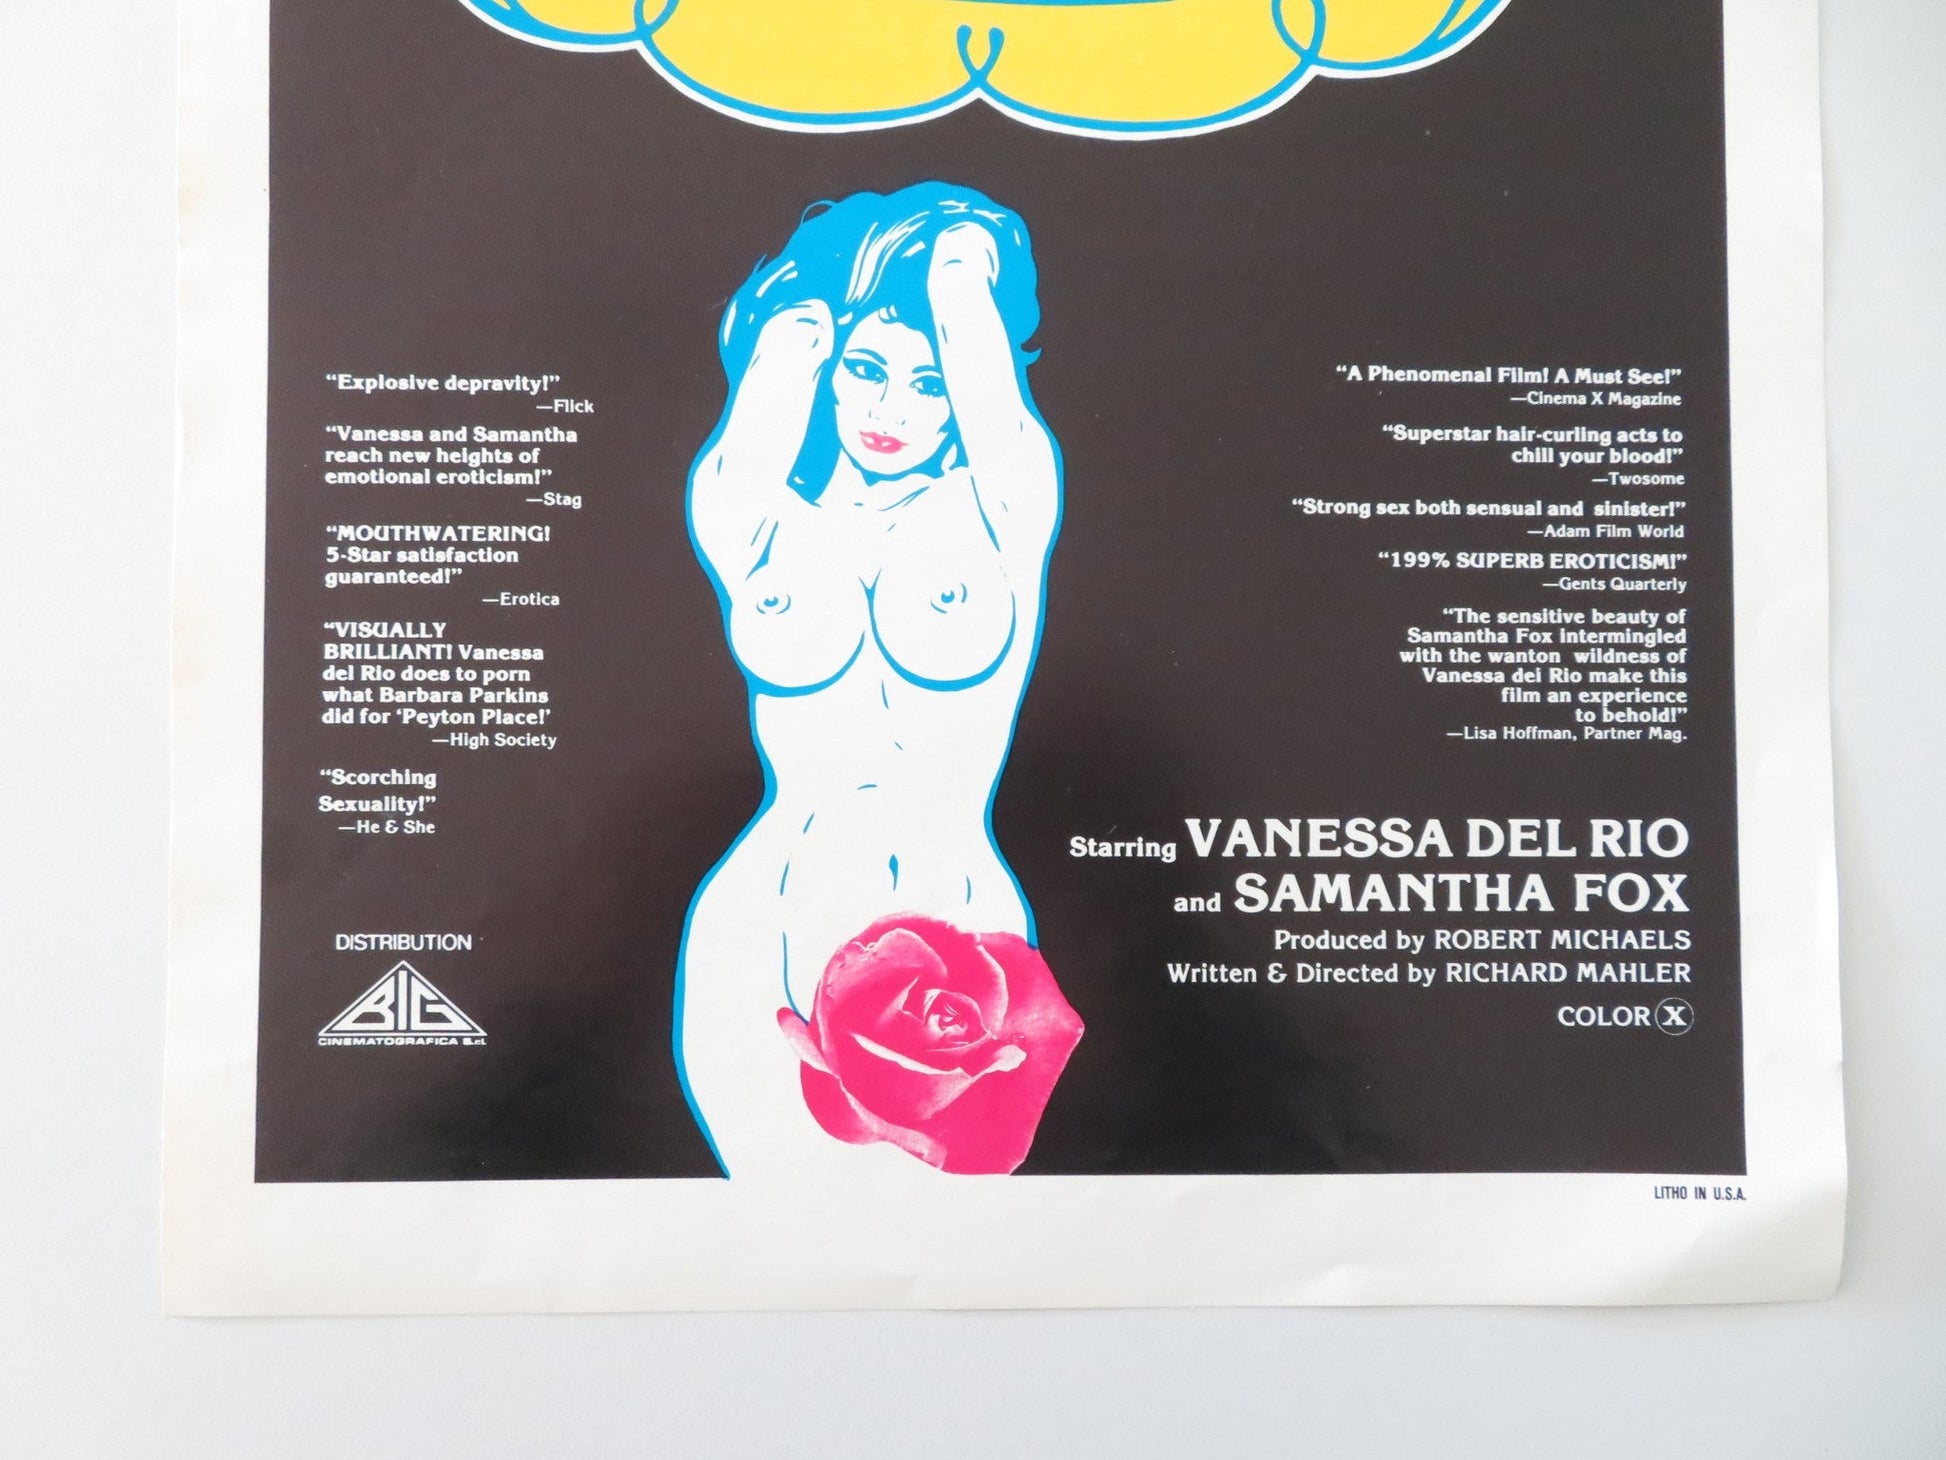 “Explosive depravity!”
—Flick
“Vanessa and Samantha
reach new heights of
emotional eroticism!”
—Stag
“MOUTHWATERING!
5-Star satisfaction
guaranteed!”
—Erotica
“VISUALLY
BRILLIANT! Vanessa
del Rio does to porn
what Barbara Parkins
did for ‘Peyton Place!’
—High Society
“Scorching
Sexuality!”
—He & She
DISTRIBUTION
BIG
CINEMATOGRAFICA S.r.l.
“A Phenomenal Film! A Must See!”
—Cinema X Magazine
“Superstar hair-curling acts to
chill your blood!”
—Twosome
“Strong sex both sensual and sinister!”
—Adam Film World
“199% SUPERB EROTICISM!”
—Gents Quarterly
“The sensitive beauty of
Samantha Fox intermingled
with the wanton wildness of
Vanessa del Rio make this
film an experience
to behold!”
—Lisa Hoffman, Partner Mag.
Starring VANESSA DEL RIO
and SAMANTHA FOX
Produced by ROBERT MICHAELS
Written & Directed by RICHARD MAHLER
COLOR X
LITHO IN U.S.A.